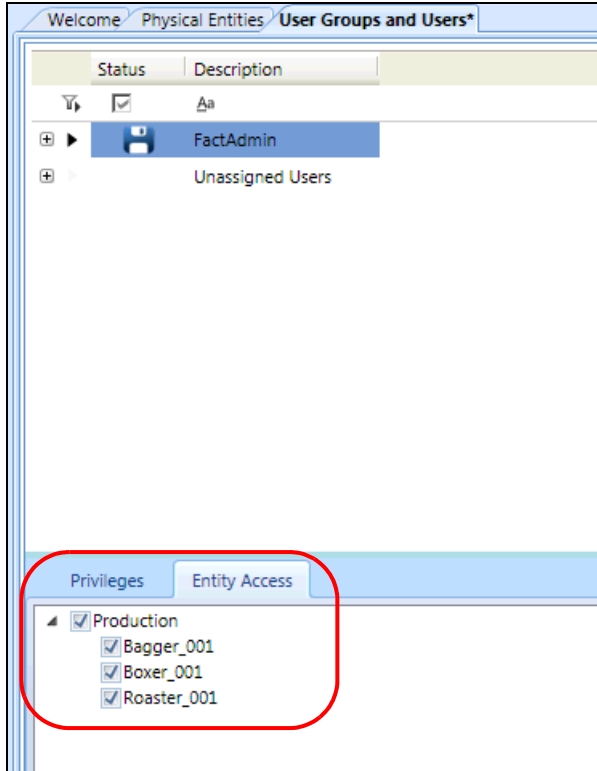 Welcome Physical Entities User Groups and Users*
Status Description
Aa
FactAdmin
Unassigned Users
Privileges Entity Access
Production
Bagger_001
Boxer_001
Roaster_001